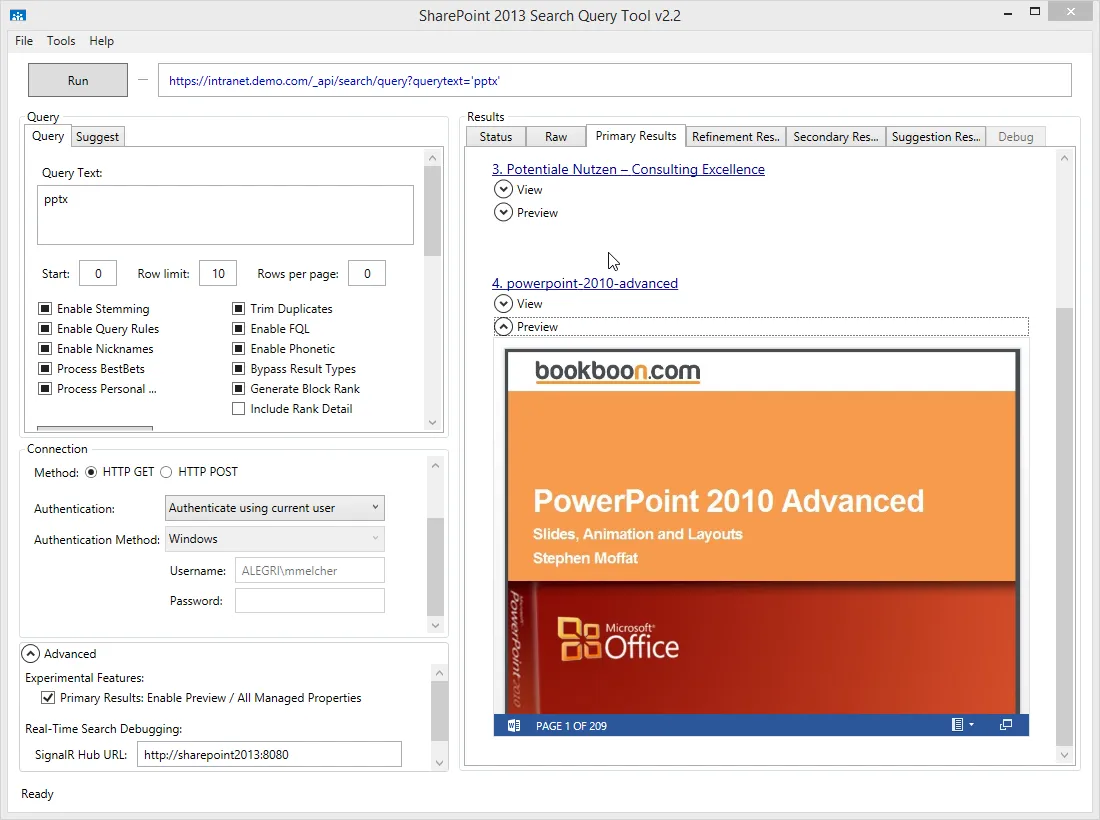 SharePoint 2013 Search Query Tool v2.2
File Tools Help
Run
https://intranet.demo.com/_api/search/query?querytext='pptx'
Query
Query Suggest
Query Text:
pptx
Start: 0 Row limit: 10 Rows per page: 0
Enable Stemming Trim Duplicates
Enable Query Rules Enable FQL
Enable Nicknames Enable Phonetic
Process BestBets Bypass Result Types
Process Personal ... Generate Block Rank
Include Rank Detail
Connection
Method: HTTP GET HTTP POST
Authentication: Authenticate using current user
Authentication Method: Windows
Username: ALEGRI\mmelcher
Password:
Advanced
Experimental Features:
Primary Results: Enable Preview / All Managed Properties
Real-Time Search Debugging:
SignalR Hub URL: http://sharepoint2013:8080
Ready
Results
Status Raw Primary Results Refinement Res.. Secondary Res... Suggestion Res... Debug
3. Potentiale Nutzen – Consulting Excellence
View
Preview
4. powerpoint-2010-advanced
View
Preview
bookboon.com
PowerPoint 2010 Advanced
Slides, Animation and Layouts
Stephen Moffat
Microsoft PowerPoint 2010
Microsoft®
Office
PAGE 1 OF 209